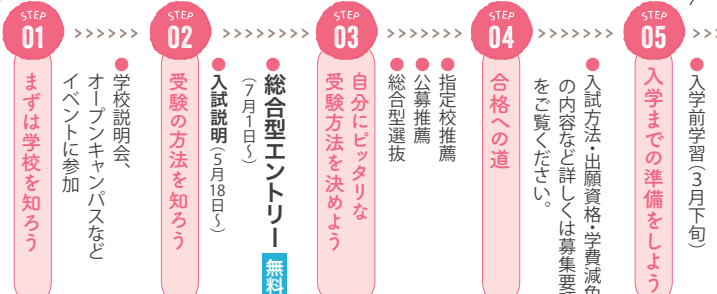 STEP
01
まずは学校を知ろう
●学校説明会、
オープンキャンパスなど
イベントに参加
STEP
02
受験の方法を知ろう
●入試説明(5月18日~)
●総合型エントリー 無料
(7月1日~)
STEP
03
自分にピッタリな
受験方法を決めよう
●指定校推薦
●公募推薦
●総合型選抜
STEP
04
合格への道
●入試方法・出願資格・学費減免
の内容など詳しくは募集要
をご覧ください。
STEP
05
入学までの準備をしよう
●入学前学習(3月下旬)